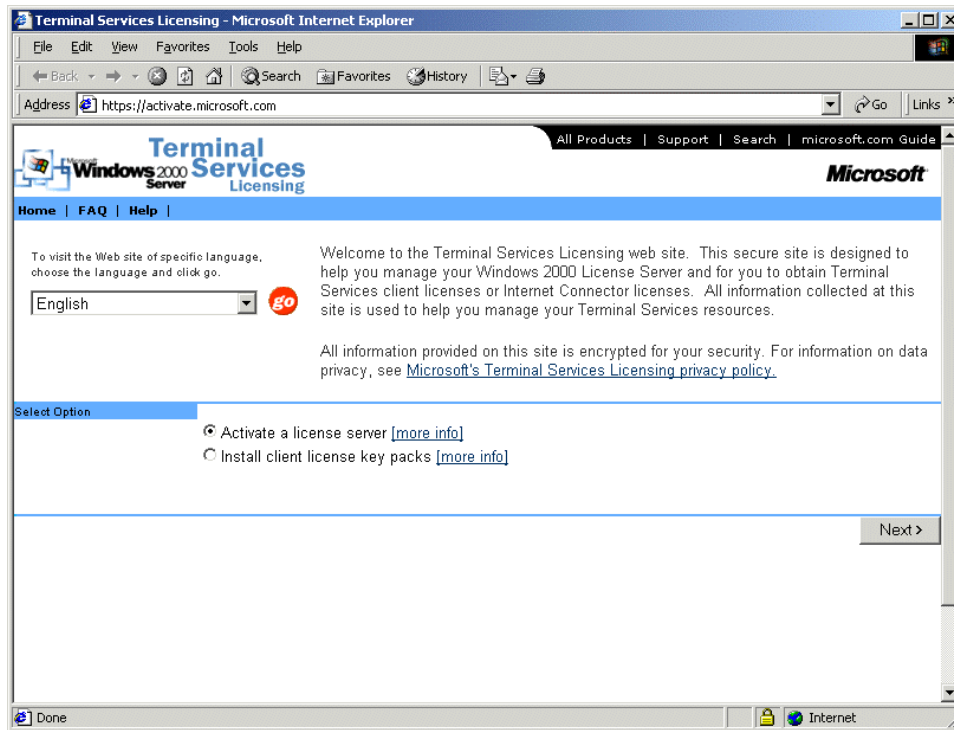 Terminal Services Licensing - Microsoft Internet Explorer
File Edit View Favorites Tools Help
Back Search Favorites History
Address https://activate.microsoft.com Go Links »
All Products | Support | Search | microsoft.com Guide
Terminal
Microsoft
Windows 2000 Services
Server Licensing
Microsoft
Home | FAQ | Help |
To visit the Web site of specific language,
choose the language and click go.
English go
Welcome to the Terminal Services Licensing web site. This secure site is designed to
help you manage your Windows 2000 License Server and for you to obtain Terminal
Services client licenses or Internet Connector licenses. All information collected at this
site is used to help you manage your Terminal Services resources.
All information provided on this site is encrypted for your security. For information on data
privacy, see Microsoft's Terminal Services Licensing privacy policy.
Select Option
Activate a license server [more info]
Install client license key packs [more info]
Next >
Done Internet